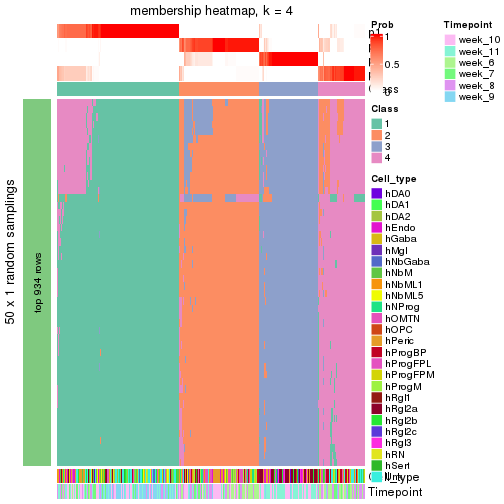 membership heatmap, k = 4
Prob
1
0.5
0
Class
1
2
3
4
Cell_type
hDA0
hDA1
hDA2
hEndo
hGaba
hMgl
hNbGaba
hNbM
hNbML1
hNbML5
hNProg
hOMTN
hOPC
hPeric
hProgBP
hProgFPL
hProgFPM
hProgM
hRgl1
hRgl2a
hRgl2b
hRgl2c
hRgl3
hRN
hSert
Timepoint
week_10
week_11
week_6
week_7
week_8
week_9
50 x 1 random samplings
top 934 rows
Timepoint